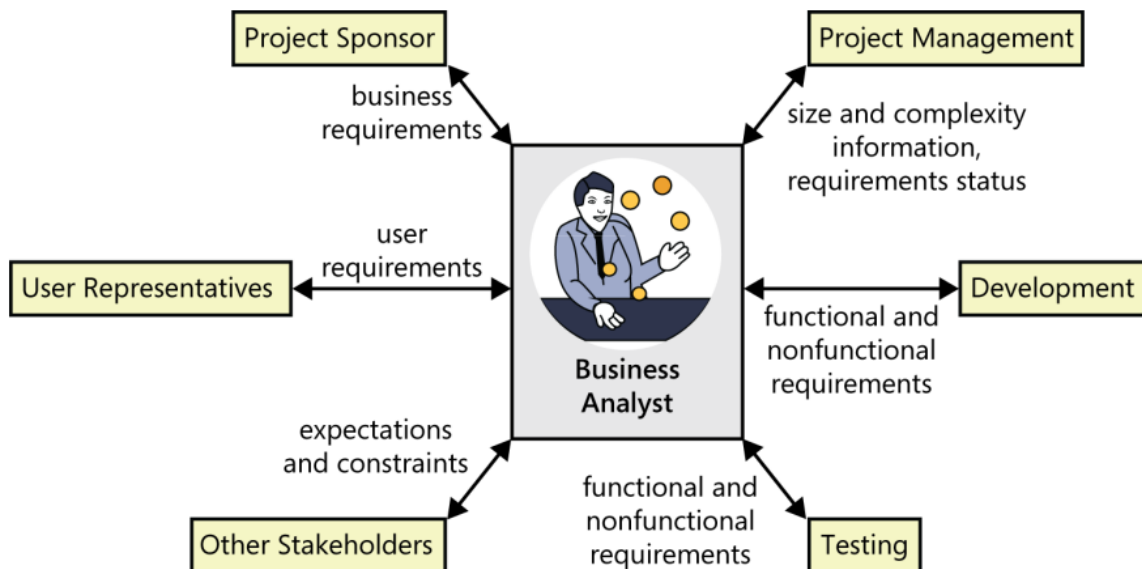 Project Sponsor
Project Management
business
requirements
size and complexity
information,
requirements status
user
requirements
User Representatives
Development
functional and
nonfunctional
requirements
Business
Analyst
expectations
and constraints
functional and
nonfunctional
requirements
Other Stakeholders
Testing